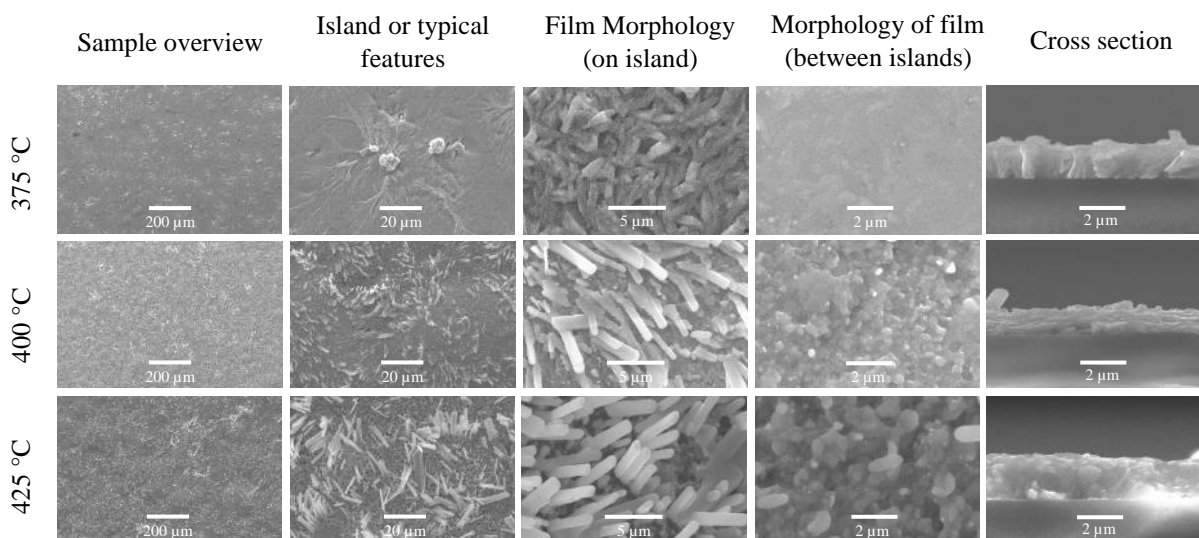 Sample overview
Island or typical
features
Film Morphology
(on island)
Morphology of film
(between islands)
Cross section
375 °C
200 µm
20 µm
5 µm
2 µm
2 µm
400 °C
200 µm
20 µm
5 µm
2 µm
2 µm
425 °C
200 µm
20 µm
5 µm
2 µm
2 µm